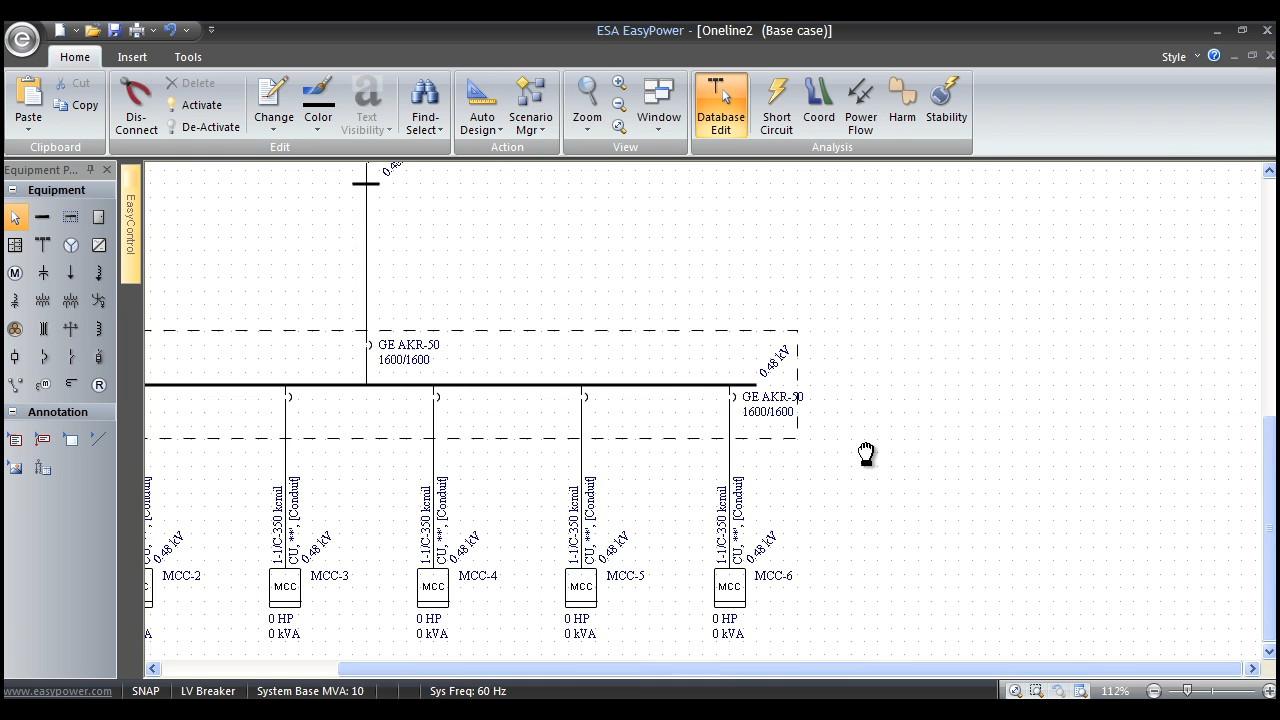 ESA EasyPower - [Oneline2 (Base case)]
Home Insert Tools
Style
Paste Cut Copy
Dis-Connect Delete Activate De-Activate
Change Color Text Visibility Find-Select
Auto Design Scenario Mgr
Zoom Window
Database Edit Short Circuit Coord Power Flow Harm Stability
Clipboard Edit Action View Analysis
Equipment P...
Equipment
EasyControl
M
R
Annotation
GE AKR-50
1600/1600
0.48 kV
GE AKR-50
1600/1600
1-1/C-350 kcmil
CU, **, [Conduit]
0.48 kV
1-1/C-350 kcmil
CU, **, [Conduit]
0.48 kV
1-1/C-350 kcmil
CU, **, [Conduit]
0.48 kV
1-1/C-350 kcmil
CU, **, [Conduit]
0.48 kV
CU, **, [Conduit]
0.48 kV
MCC-2 MCC MCC-3 MCC MCC-4 MCC MCC-5 MCC MCC-6
0 HP 0 HP 0 HP 0 HP
0 kVA 0 kVA 0 kVA 0 kVA
www.easypower.com SNAP LV Breaker System Base MVA: 10 Sys Freq: 60 Hz 112%